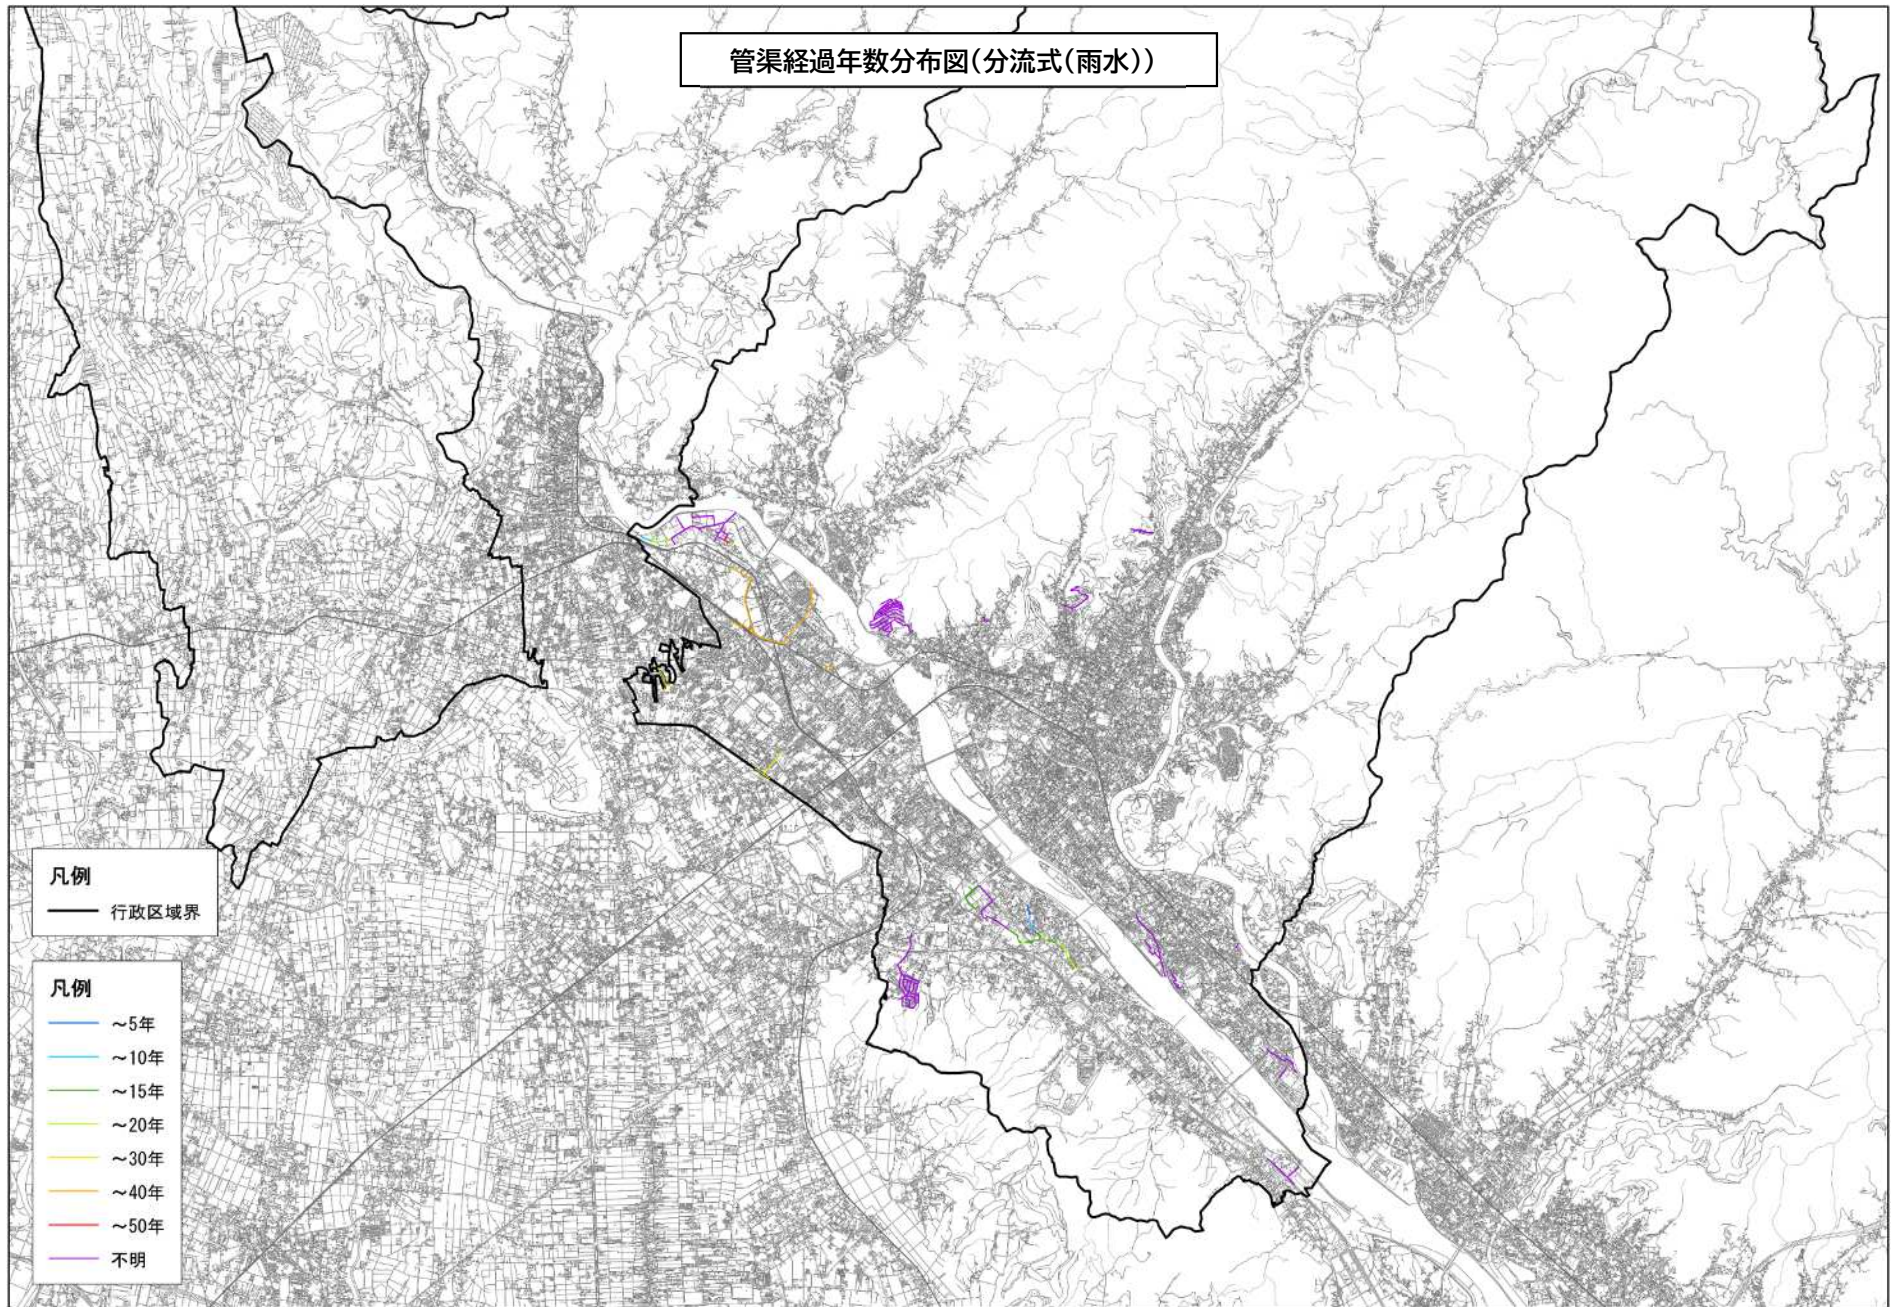 管渠経過年数分布図(分流式(雨水))
凡例
行政区域界
凡例
～5年
～10年
～15年
～20年
～30年
～40年
～50年
不明